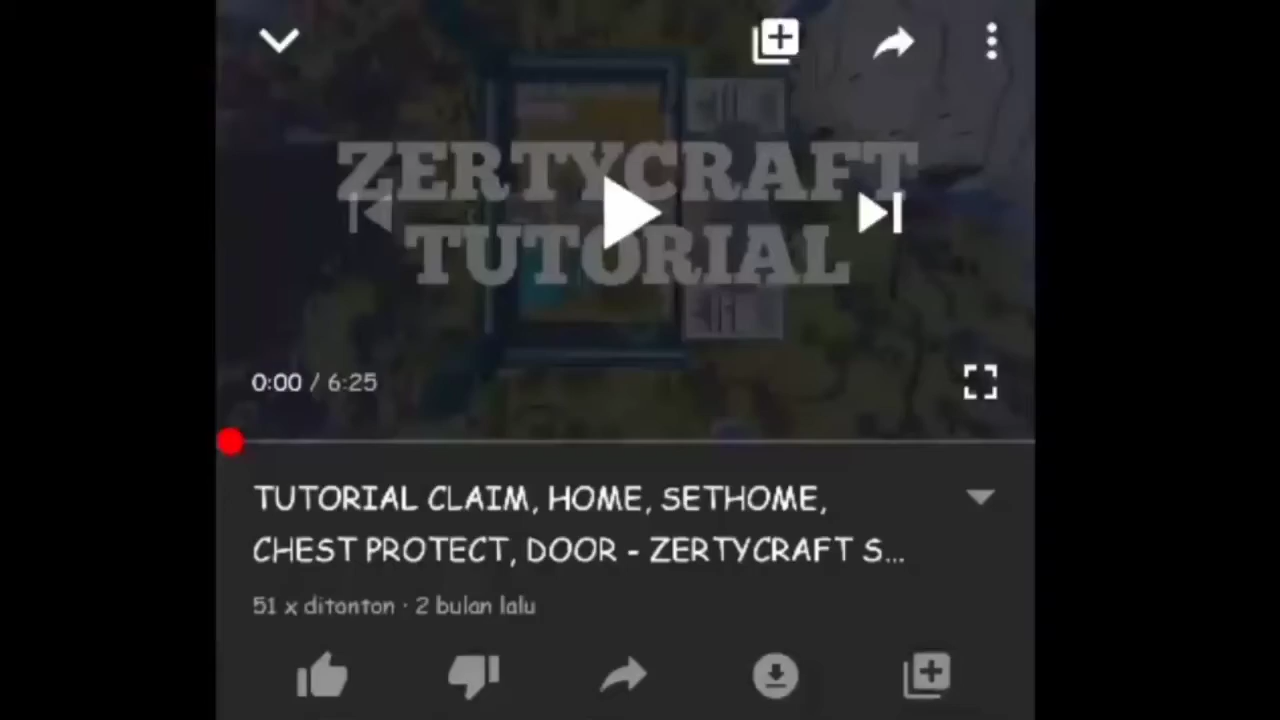 ZERTYCRAFT
TUTORIAL
0:00 / 6:25
TUTORIAL CLAIM, HOME, SETHOME,
CHEST PROTECT, DOOR - ZERTYCRAFT S...
51 x ditonton · 2 bulan lalu